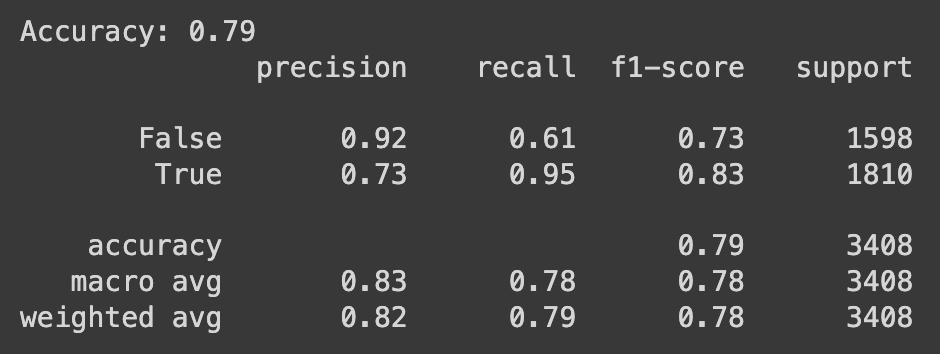 Accuracy: 0.79
precision recall f1-score support
False 0.92 0.61 0.73 1598
True 0.73 0.95 0.83 1810
accuracy 0.79 3408
macro avg 0.83 0.78 0.78 3408
weighted avg 0.82 0.79 0.78 3408